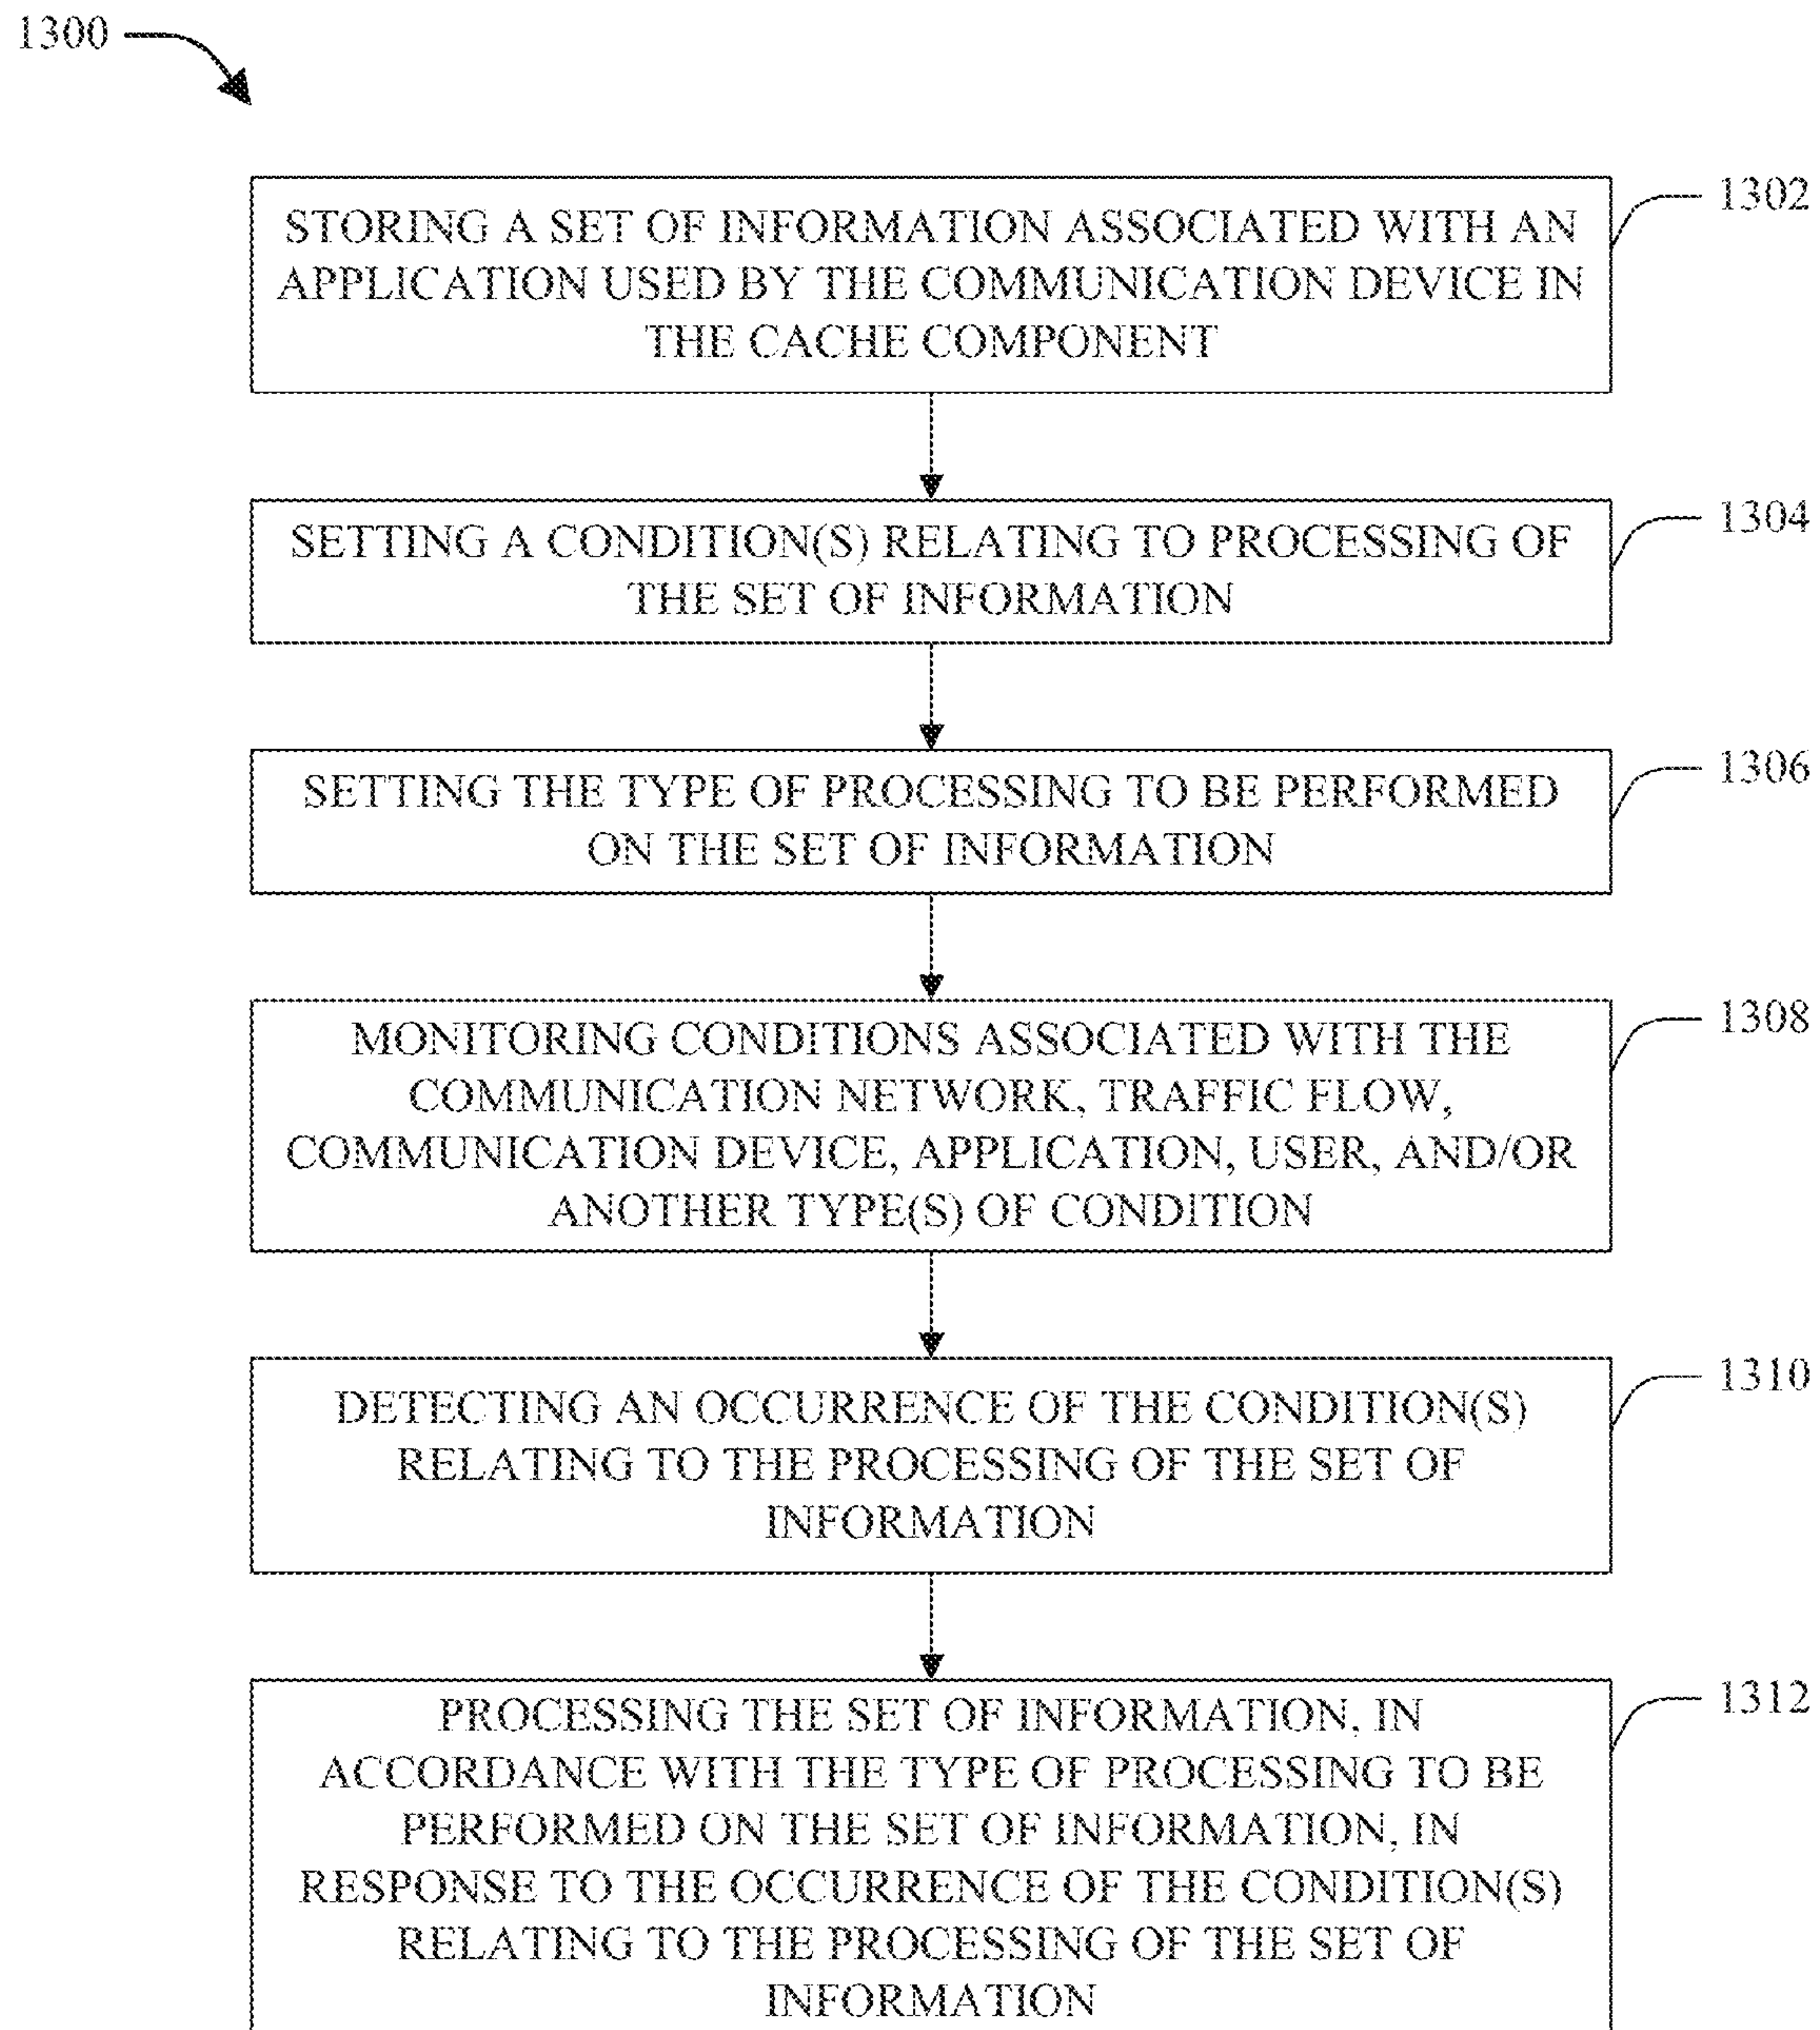 1300
STORING A SET OF INFORMATION ASSOCIATED WITH AN
APPLICATION USED BY THE COMMUNICATION DEVICE IN
THE CACHE COMPONENT
1302
SETTING A CONDITION(S) RELATING TO PROCESSING OF
THE SET OF INFORMATION
1304
SETTING THE TYPE OF PROCESSING TO BE PERFORMED
ON THE SET OF INFORMATION
1306
MONITORING CONDITIONS ASSOCIATED WITH THE
COMMUNICATION NETWORK, TRAFFIC FLOW,
COMMUNICATION DEVICE, APPLICATION, USER, AND/OR
ANOTHER TYPE(S) OF CONDITION
1308
DETECTING AN OCCURRENCE OF THE CONDITION(S)
RELATING TO THE PROCESSING OF THE SET OF
INFORMATION
1310
PROCESSING THE SET OF INFORMATION, IN
ACCORDANCE WITH THE TYPE OF PROCESSING TO BE
PERFORMED ON THE SET OF INFORMATION, IN
RESPONSE TO THE OCCURRENCE OF THE CONDITION(S)
RELATING TO THE PROCESSING OF THE SET OF
INFORMATION
1312